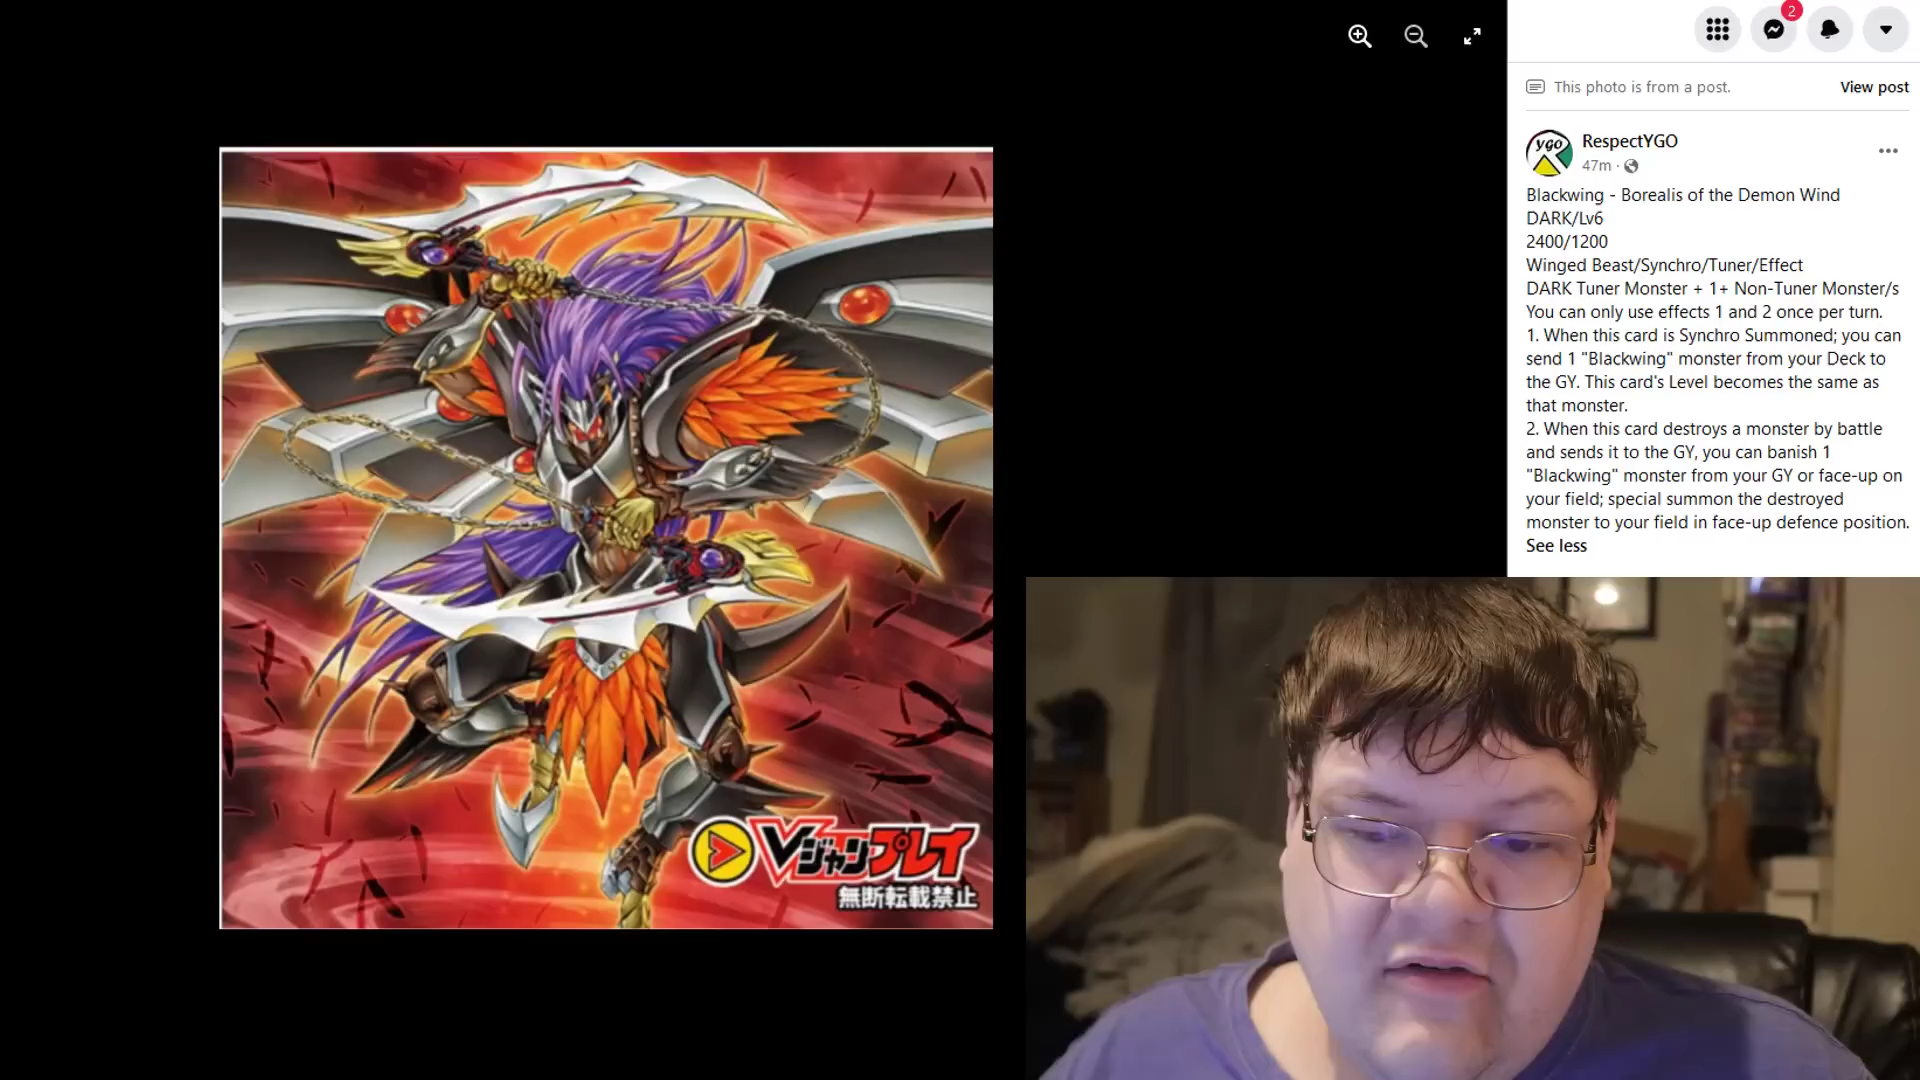 2
This photo is from a post.
View post
YGO
RespectYGO
47m ·
Blackwing - Borealis of the Demon Wind
DARK/Lv6
2400/1200
Winged Beast/Synchro/Tuner/Effect
DARK Tuner Monster + 1+ Non-Tuner Monster/s
You can only use effects 1 and 2 once per turn.
1. When this card is Synchro Summoned; you can
send 1 "Blackwing" monster from your Deck to
the GY. This card's Level becomes the same as
that monster.
2. When this card destroys a monster by battle
and sends it to the GY, you can banish 1
"Blackwing" monster from your GY or face-up on
your field; special summon the destroyed
monster to your field in face-up defence position.
See less
Vジャンプレイ
無断転載禁止